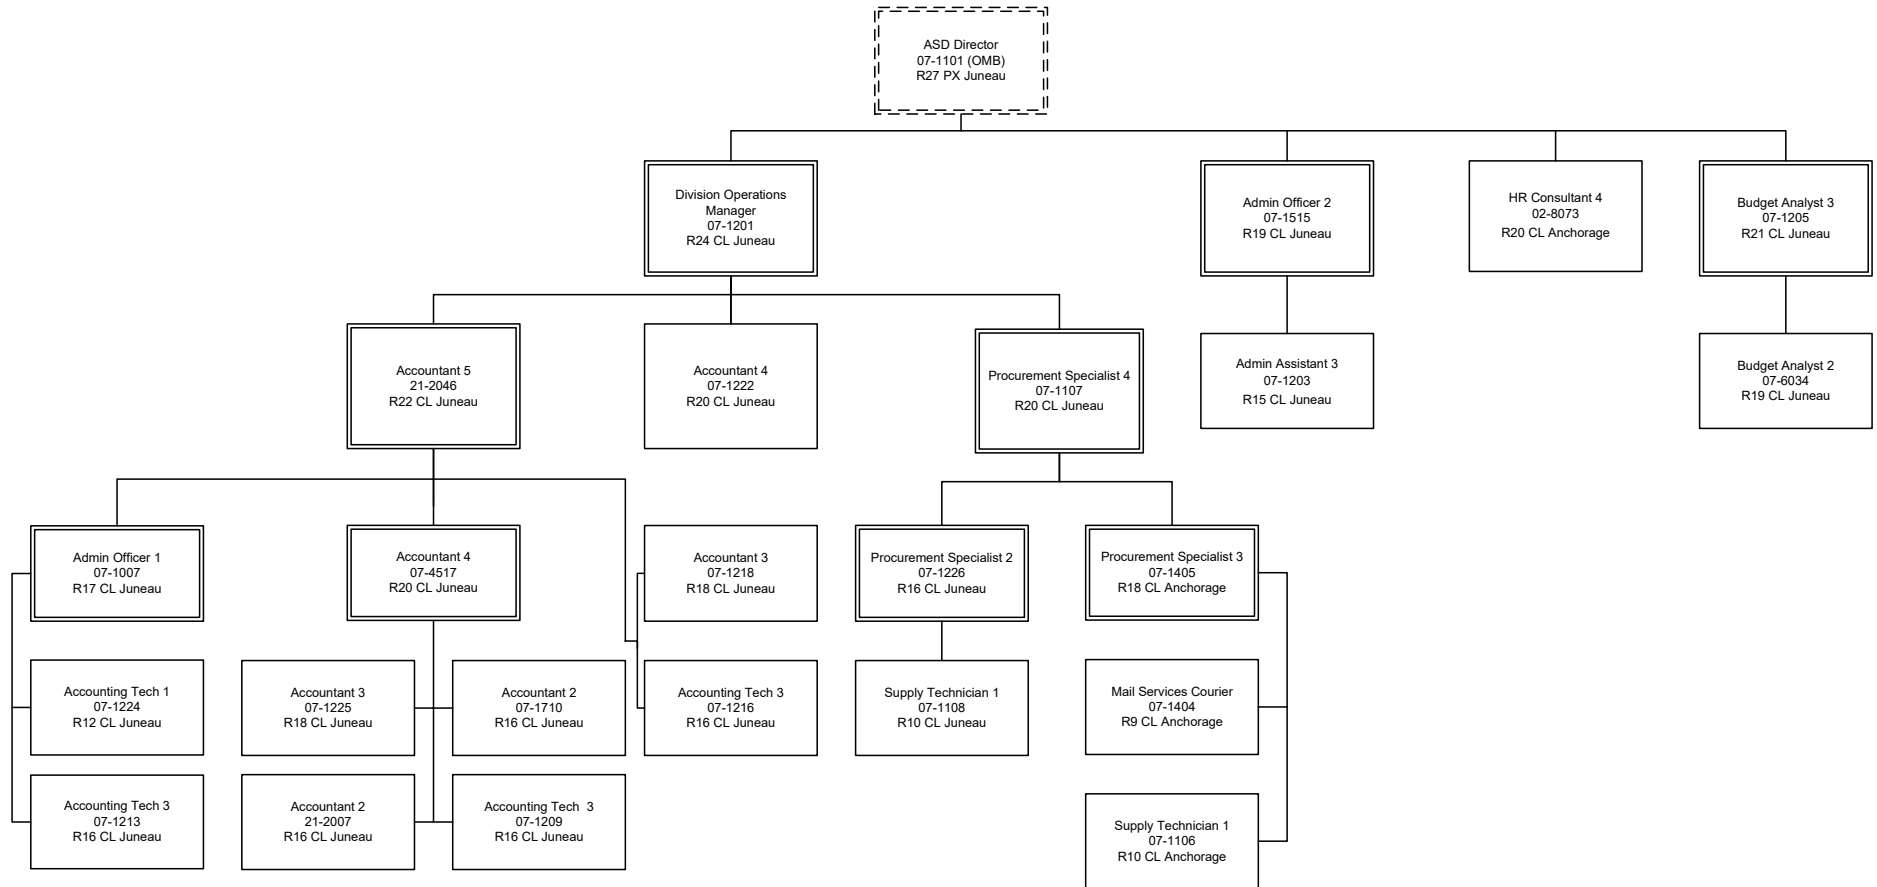 ASD Director
07-1101 (OMB)
R27 PX Juneau
Division Operations
Manager
07-1201
R24 CL Juneau
Admin Officer 2
07-1515
R19 CL Juneau
HR Consultant 4
02-8073
R20 CL Anchorage
Budget Analyst 3
07-1205
R21 CL Juneau
Accountant 5
21-2046
R22 CL Juneau
Accountant 4
07-1222
R20 CL Juneau
Procurement Specialist 4
07-1107
R20 CL Juneau
Admin Assistant 3
07-1203
R15 CL Juneau
Budget Analyst 2
07-6034
R19 CL Juneau
Admin Officer 1
07-1007
R17 CL Juneau
Accountant 4
07-4517
R20 CL Juneau
Accountant 3
07-1218
R18 CL Juneau
Procurement Specialist 2
07-1226
R16 CL Juneau
Procurement Specialist 3
07-1405
R18 CL Anchorage
Accounting Tech 1
07-1224
R12 CL Juneau
Accountant 3
07-1225
R18 CL Juneau
Accountant 2
07-1710
R16 CL Juneau
Accounting Tech 3
07-1216
R16 CL Juneau
Supply Technician 1
07-1108
R10 CL Juneau
Mail Services Courier
07-1404
R9 CL Anchorage
Accounting Tech 3
07-1213
R16 CL Juneau
Accountant 2
21-2007
R16 CL Juneau
Accounting Tech  3
07-1209
R16 CL Juneau
Supply Technician 1
07-1106
R10 CL Anchorage